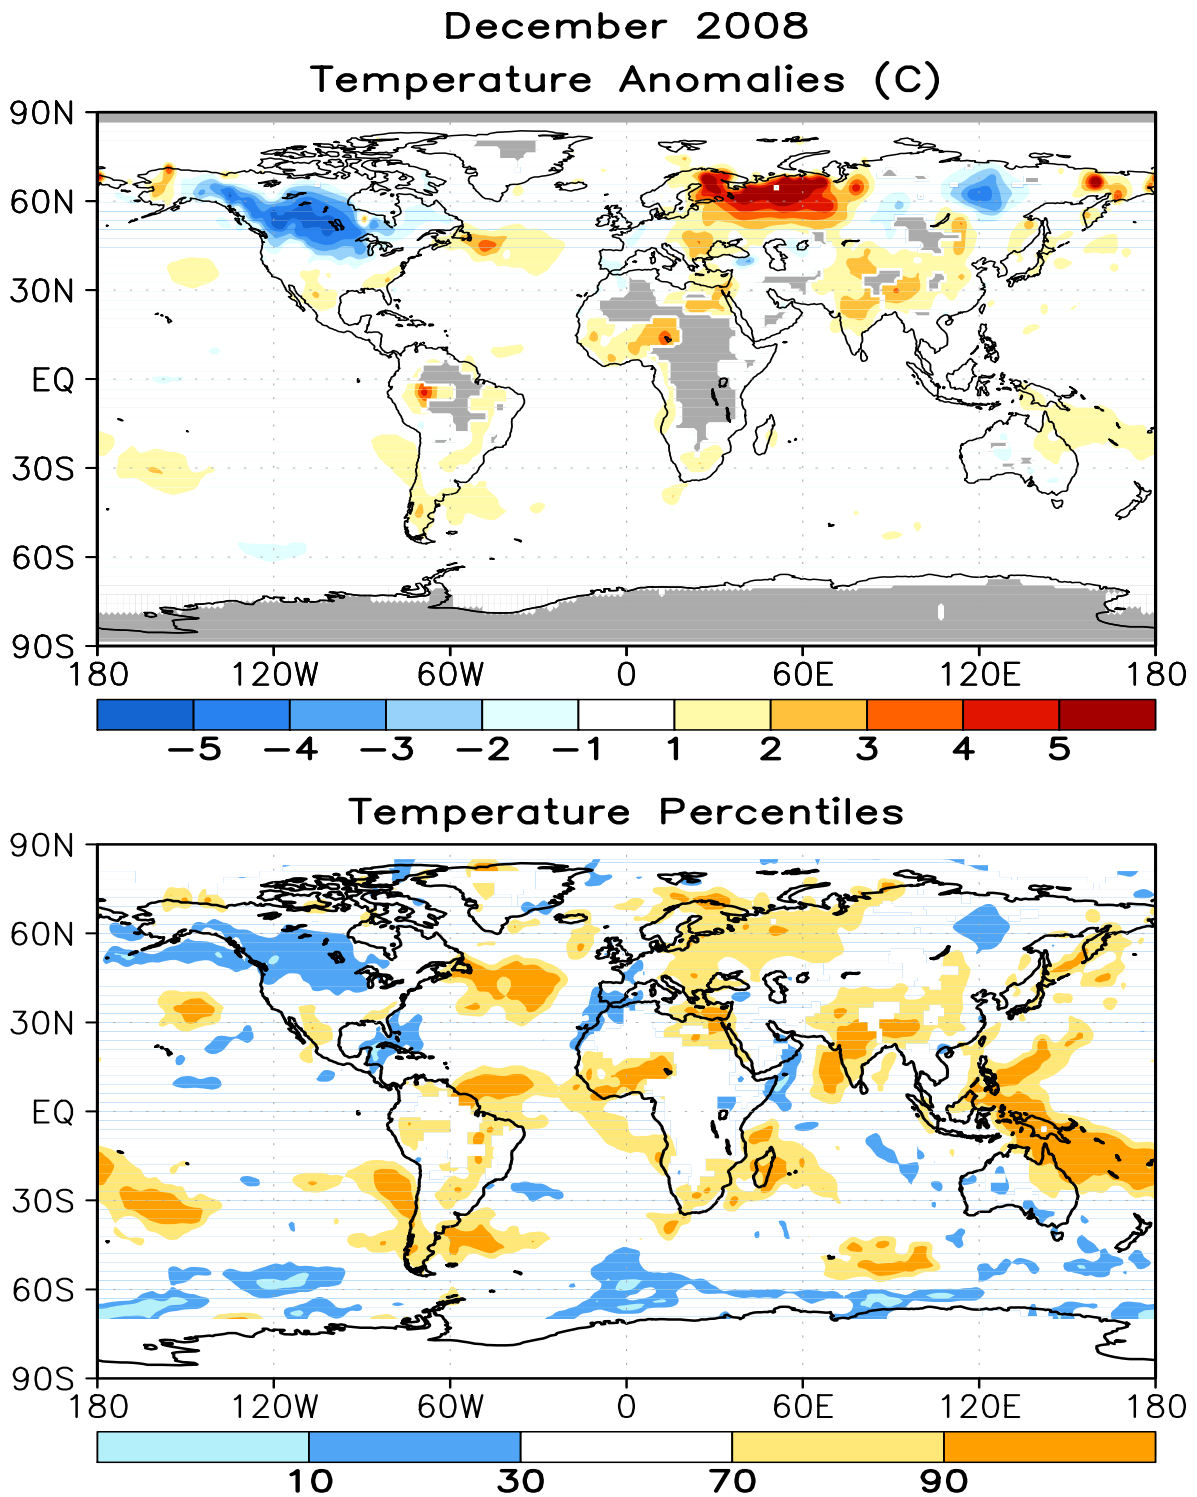 December 2008
Temperature Anomalies (C)
90N
60N
30N
EQ
30S
60S
90S
180 120W 60W 0 60E 120E 180
-5 -4 -3 -2 -1 1 2 3 4 5
Temperature Percentiles
90N
60N
30N
EQ
30S
60S
90S
180 120W 60W 0 60E 120E 180
10 30 70 90